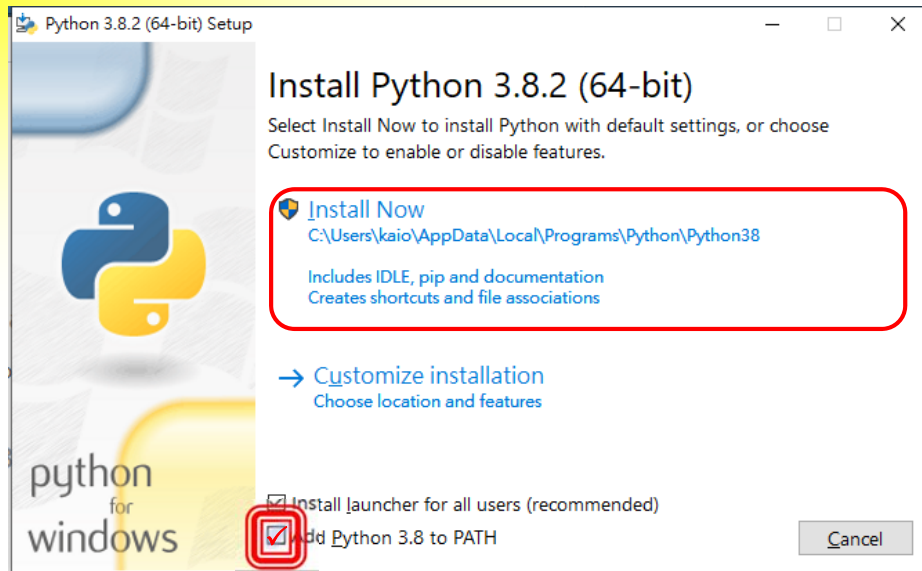 Python 3.8.2 (64-bit) Setup
Install Python 3.8.2 (64-bit)
Select Install Now to install Python with default settings, or choose
Customize to enable or disable features.
Install Now
C:\Users\kaio\AppData\Local\Programs\Python\Python38
Includes IDLE, pip and documentation
Creates shortcuts and file associations
Customize installation
Choose location and features
python
for
windows
Install launcher for all users (recommended)
Add Python 3.8 to PATH
Cancel